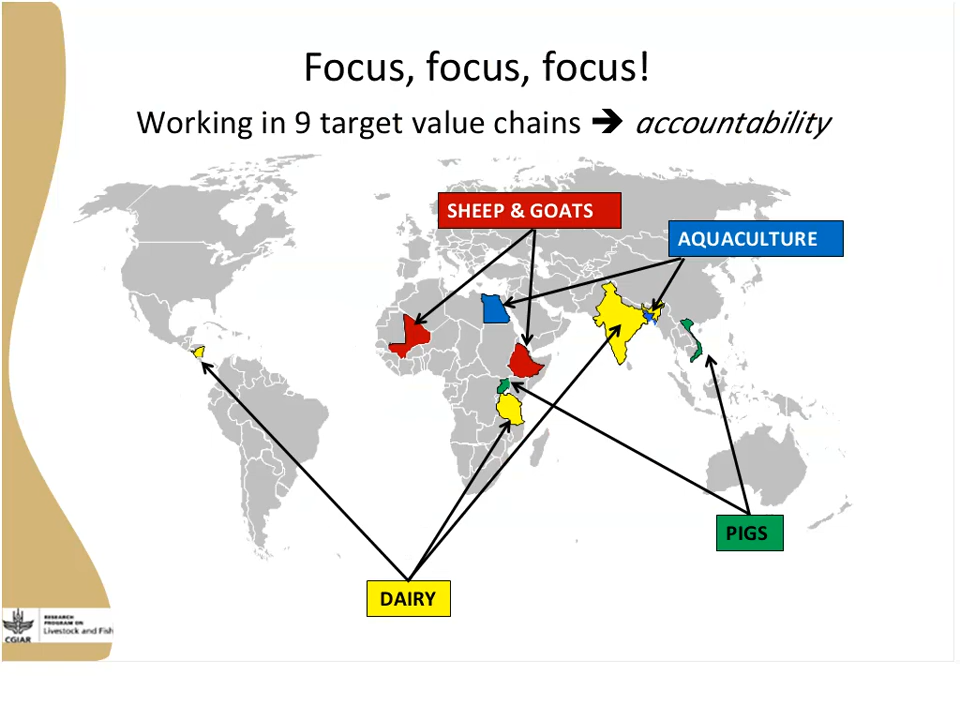 Focus, focus, focus!
Working in 9 target value chains ➔ accountability
SHEEP & GOATS
AQUACULTURE
PIGS
DAIRY
CGIAR
RESEARCH
PROGRAM ON
Livestock and Fish